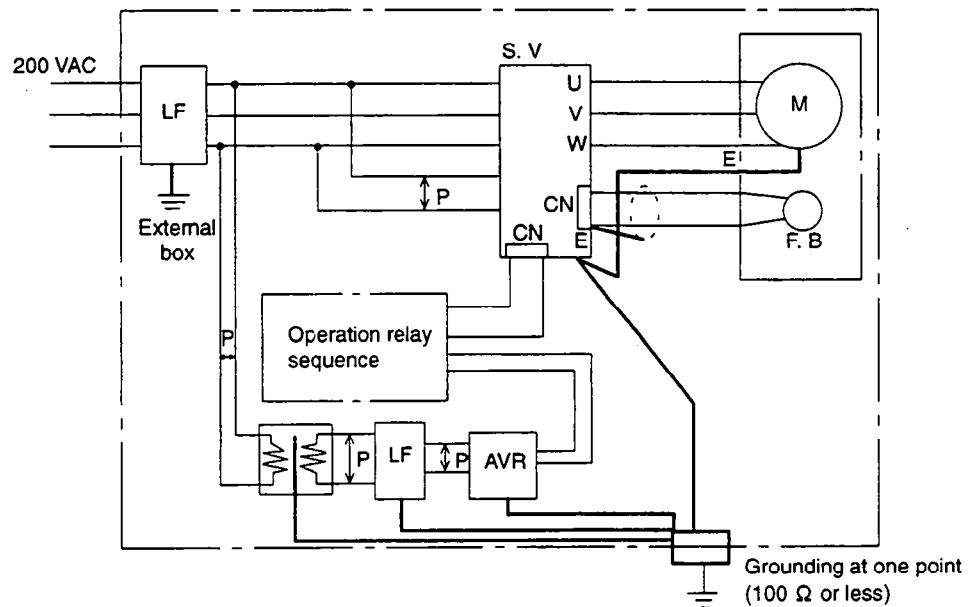 S. V
200 VAC
LF
U
V
W
M
E
P
CN
External
box
CN
E
F. B
Operation relay
sequence
P
P
LF
P
AVR
Grounding at one point
(100 Ω or less)